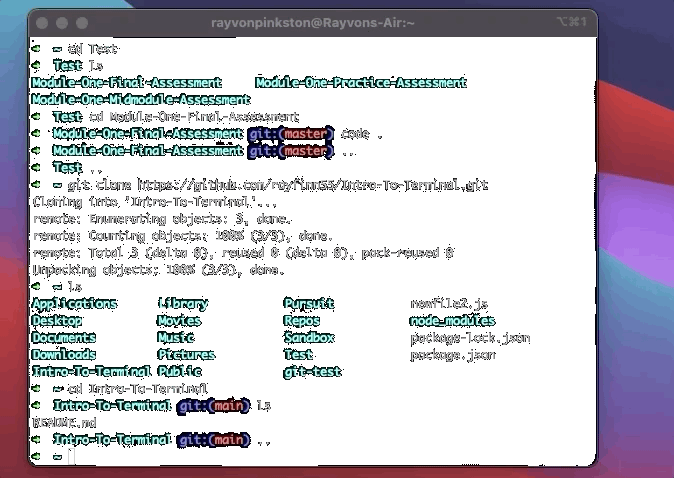 rayvonpinkston@Rayvons-Air:~ ⌥⌘1
~ cd Test
Test ls
Module-One-Final-Assessment Module-One-Practice-Assessment
Module-One-Midmodule-Assessment
Test cd Module-One-Final-Assessment
Module-One-Final-Assessment git:(master) code .
Module-One-Final-Assessment git:(master) ..
Test ..
~ git clone https://github.com/rayfinn55/Intro-To-Terminal.git
Cloning into 'Intro-To-Terminal'...
remote: Enumerating objects: 3, done.
remote: Counting objects: 100% (3/3), done.
remote: Total 3 (delta 0), reused 0 (delta 0), pack-reused 0
Unpacking objects: 100% (3/3), done.
~ ls
Applications Library Pursuit newfile2.js
Desktop Movies Repos node_modules
Documents Music Sandbox package-lock.json
Downloads Pictures Test package.json
Intro-To-Terminal Public git-test
~ cd Intro-To-Terminal
Intro-To-Terminal git:(main) ls
README.md
Intro-To-Terminal git:(main) ..
~